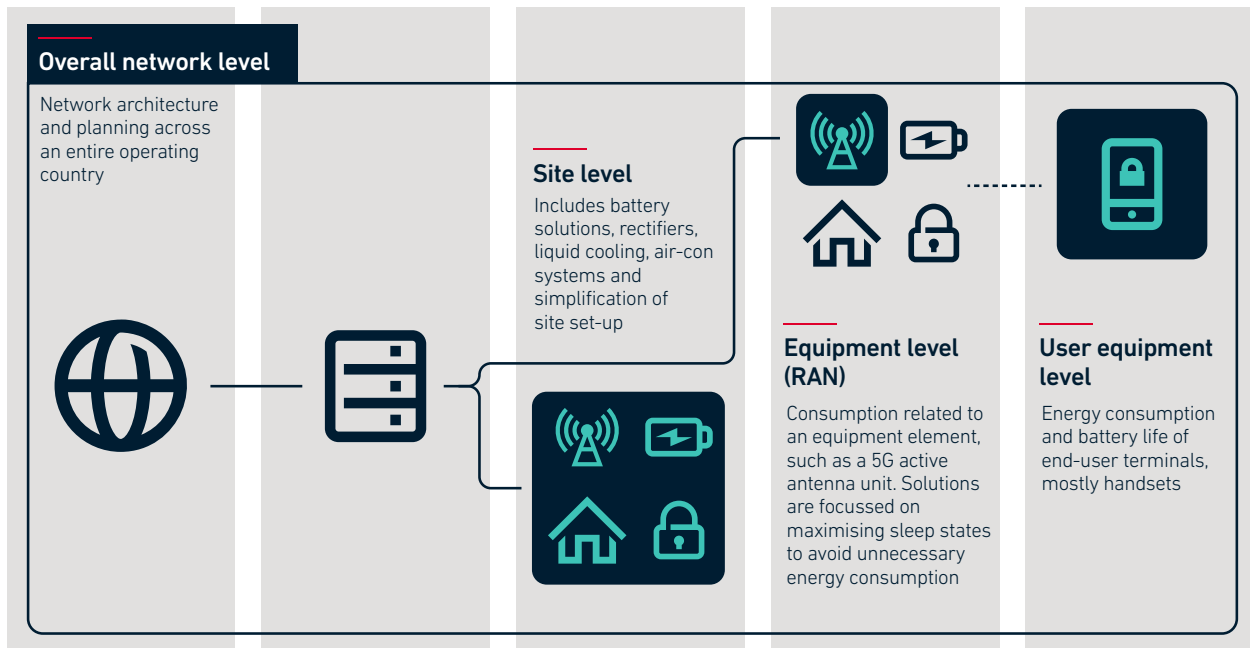 Overall network level
Network architecture
and planning across
an entire operating
country
Site level
Includes battery
solutions, rectifiers,
liquid cooling, air-con
systems and
simplification of
site set-up
Equipment level
(RAN)
Consumption related to
an equipment element,
such as a 5G active
antenna unit. Solutions
are focussed on
maximising sleep states
to avoid unnecessary
energy consumption
User equipment
level
Energy consumption
and battery life of
end-user terminals,
mostly handsets